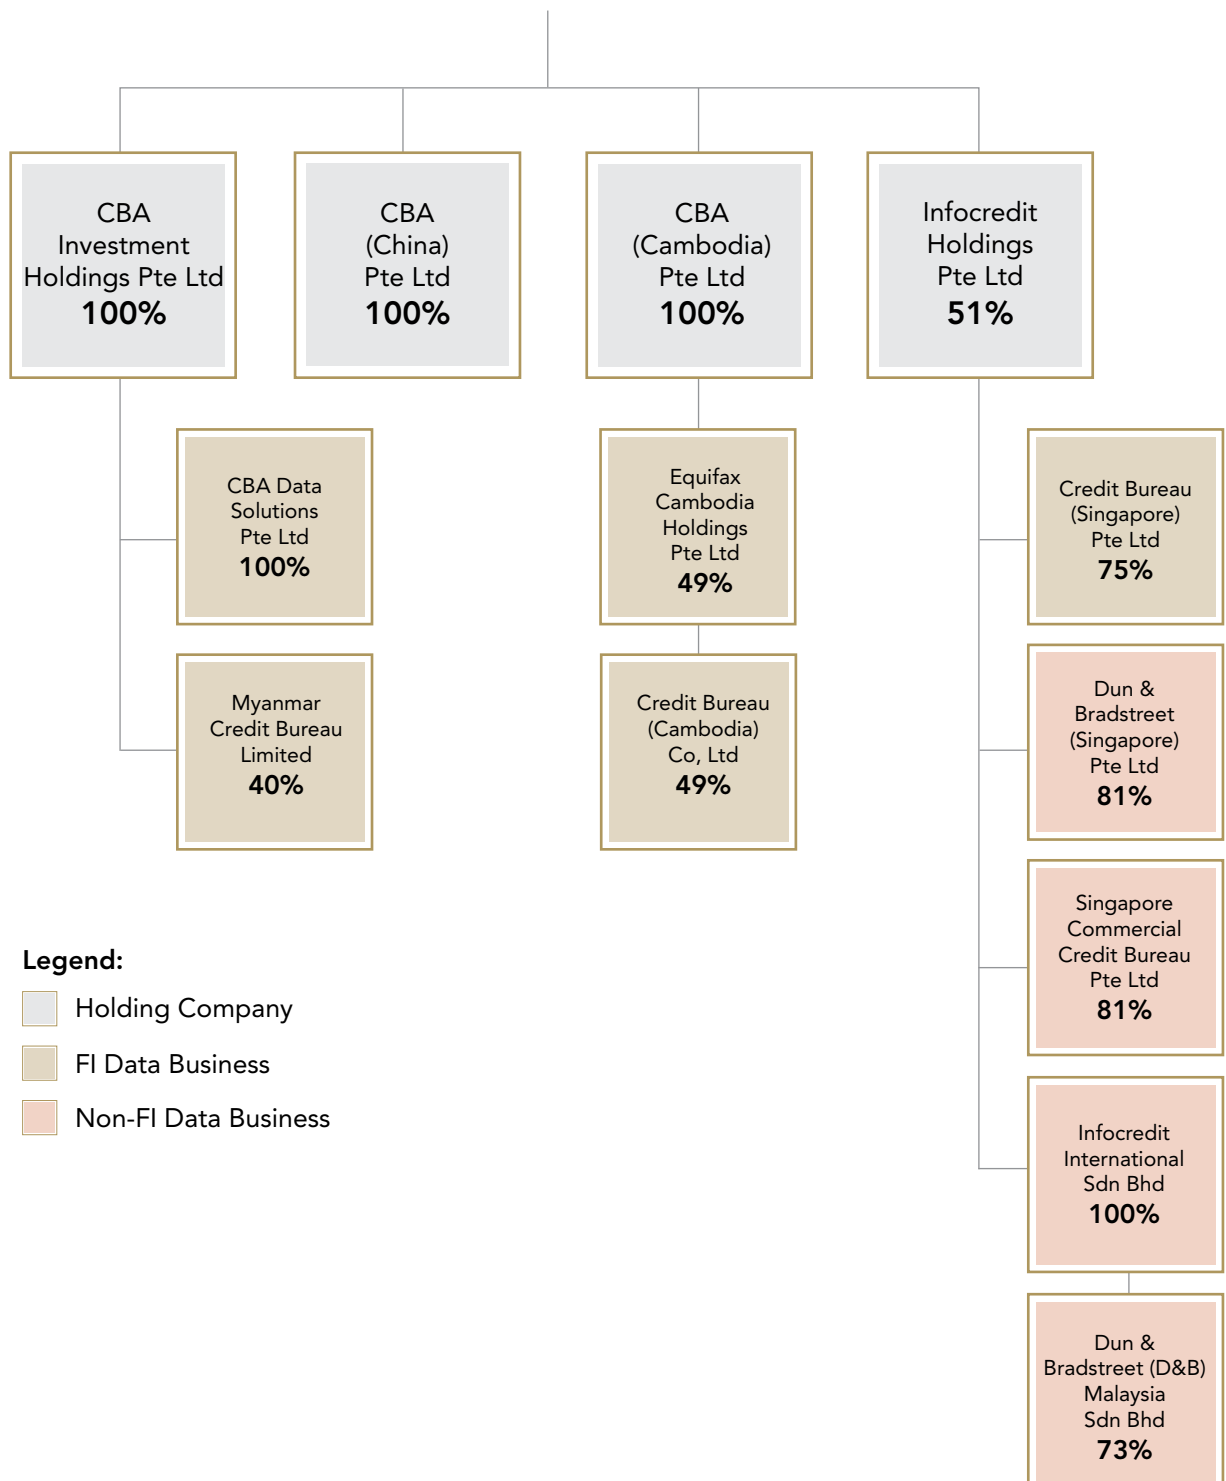 CBA
Investment
Holdings Pte Ltd
100%
CBA
(China)
Pte Ltd
100%
CBA
(Cambodia)
Pte Ltd
100%
Infocredit
Holdings
Pte Ltd
51%
CBA Data
Solutions
Pte Ltd
100%
Myanmar
Credit Bureau
Limited
40%
Equifax
Cambodia
Holdings
Pte Ltd
49%
Credit Bureau
(Cambodia)
Co, Ltd
49%
Credit Bureau
(Singapore)
Pte Ltd
75%
Dun &
Bradstreet
(Singapore)
Pte Ltd
81%
Singapore
Commercial
Credit Bureau
Pte Ltd
81%
Infocredit
International
Sdn Bhd
100%
Dun &
Bradstreet (D&B)
Malaysia
Sdn Bhd
73%
Legend:
Holding Company
FI Data Business
Non-FI Data Business